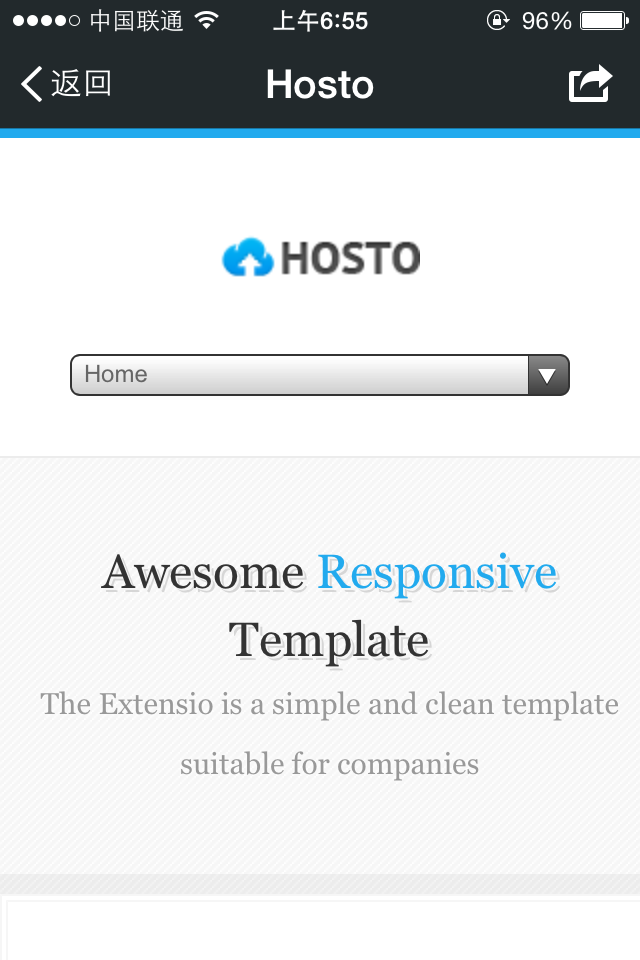 中国联通 上午6:55 96%
返回 Hosto
HOSTO
Home
Awesome Responsive
Template
The Extensio is a simple and clean template
suitable for companies